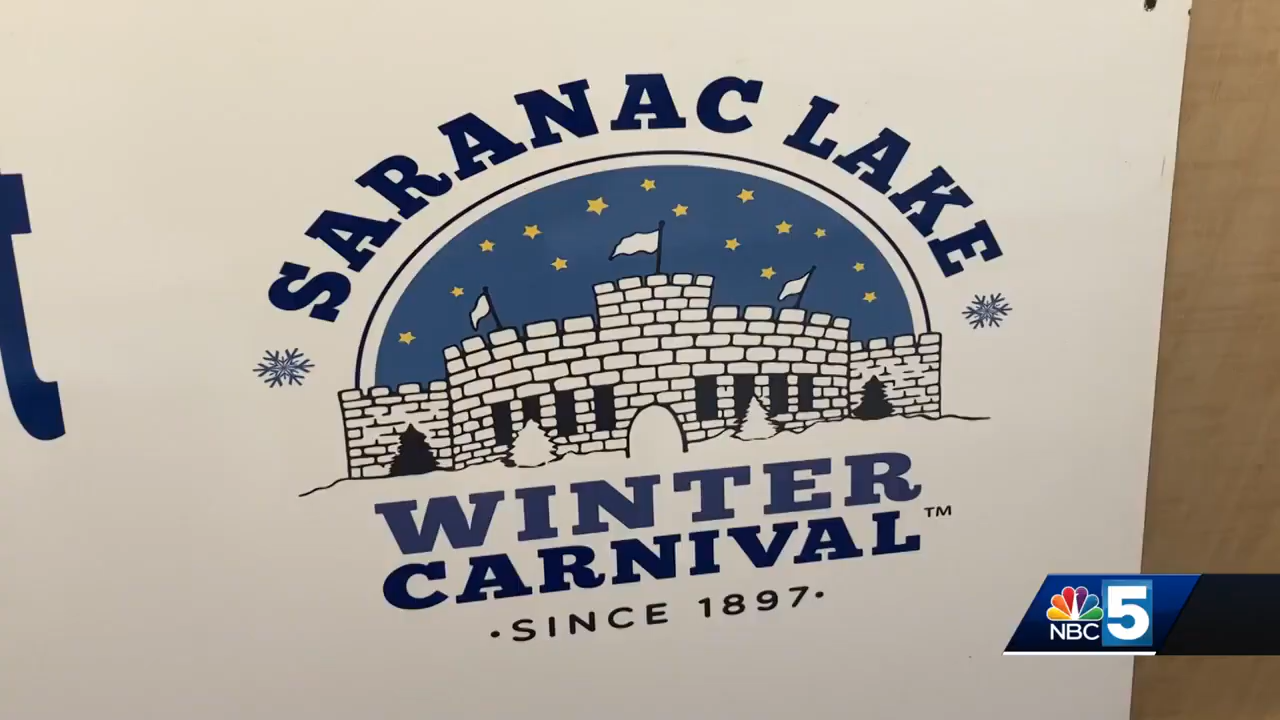 SARANAC LAKE
WINTER
CARNIVAL™
·SINCE 1897·
t
NBC 5